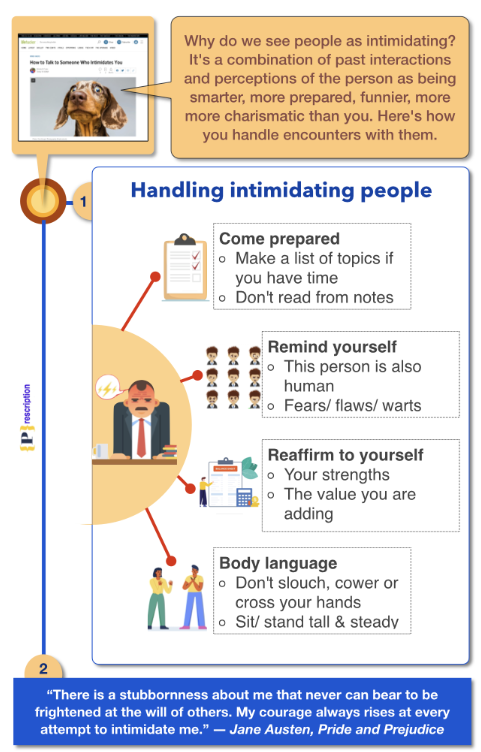 How to Talk to Someone Who Intimidates You
Why do we see people as intimidating?
It's a combination of past interactions
and perceptions of the person as being
smarter, more prepared, funnier, more
more charismatic than you. Here's how
you handle encounters with them.
1
Handling intimidating people
Come prepared
Make a list of topics if
you have time
Don't read from notes
Remind yourself
This person is also
human
Fears/ flaws/ warts
Reaffirm to yourself
Your strengths
The value you are
adding
Body language
Don't slouch, cower or
cross your hands
Sit/ stand tall & steady
Prescription
2
“There is a stubbornness about me that never can bear to be
frightened at the will of others. My courage always rises at every
attempt to intimidate me.” — Jane Austen, Pride and Prejudice